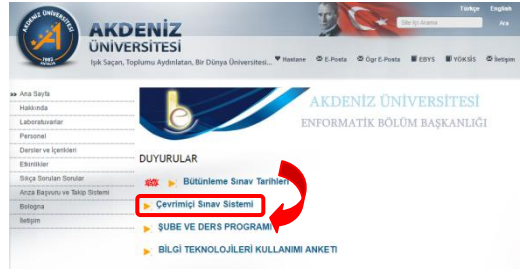 Türkçe English
AKDENİZ
ÜNİVERSİTESİ
Işık Saçan, Toplumu Aydınlatan, Bir Dünya Üniversitesi...
Site İçi Arama
Ara
Hastane E-Posta Ögr E-Posta EBYS YÖKSİS İletişim
1982
Ana Sayfa
Hakkında
Laboratuvarlar
Personel
Dersler ve İçerikleri
Etkinlikler
Sıkça Sorulan Sorular
Arıza Başvuru ve Takip Sistemi
Bologna
İletişim
AKDENİZ ÜNİVERSİTESİ
ENFORMATİK BÖLÜM BAŞKANLIĞI
DUYURULAR
Bütünleme Sınav Tarihleri
Çevrimiçi Sınav Sistemi
ŞUBE VE DERS PROGRAMI
BİLGİ TEKNOLOJİLERİ KULLANIMI ANKETI